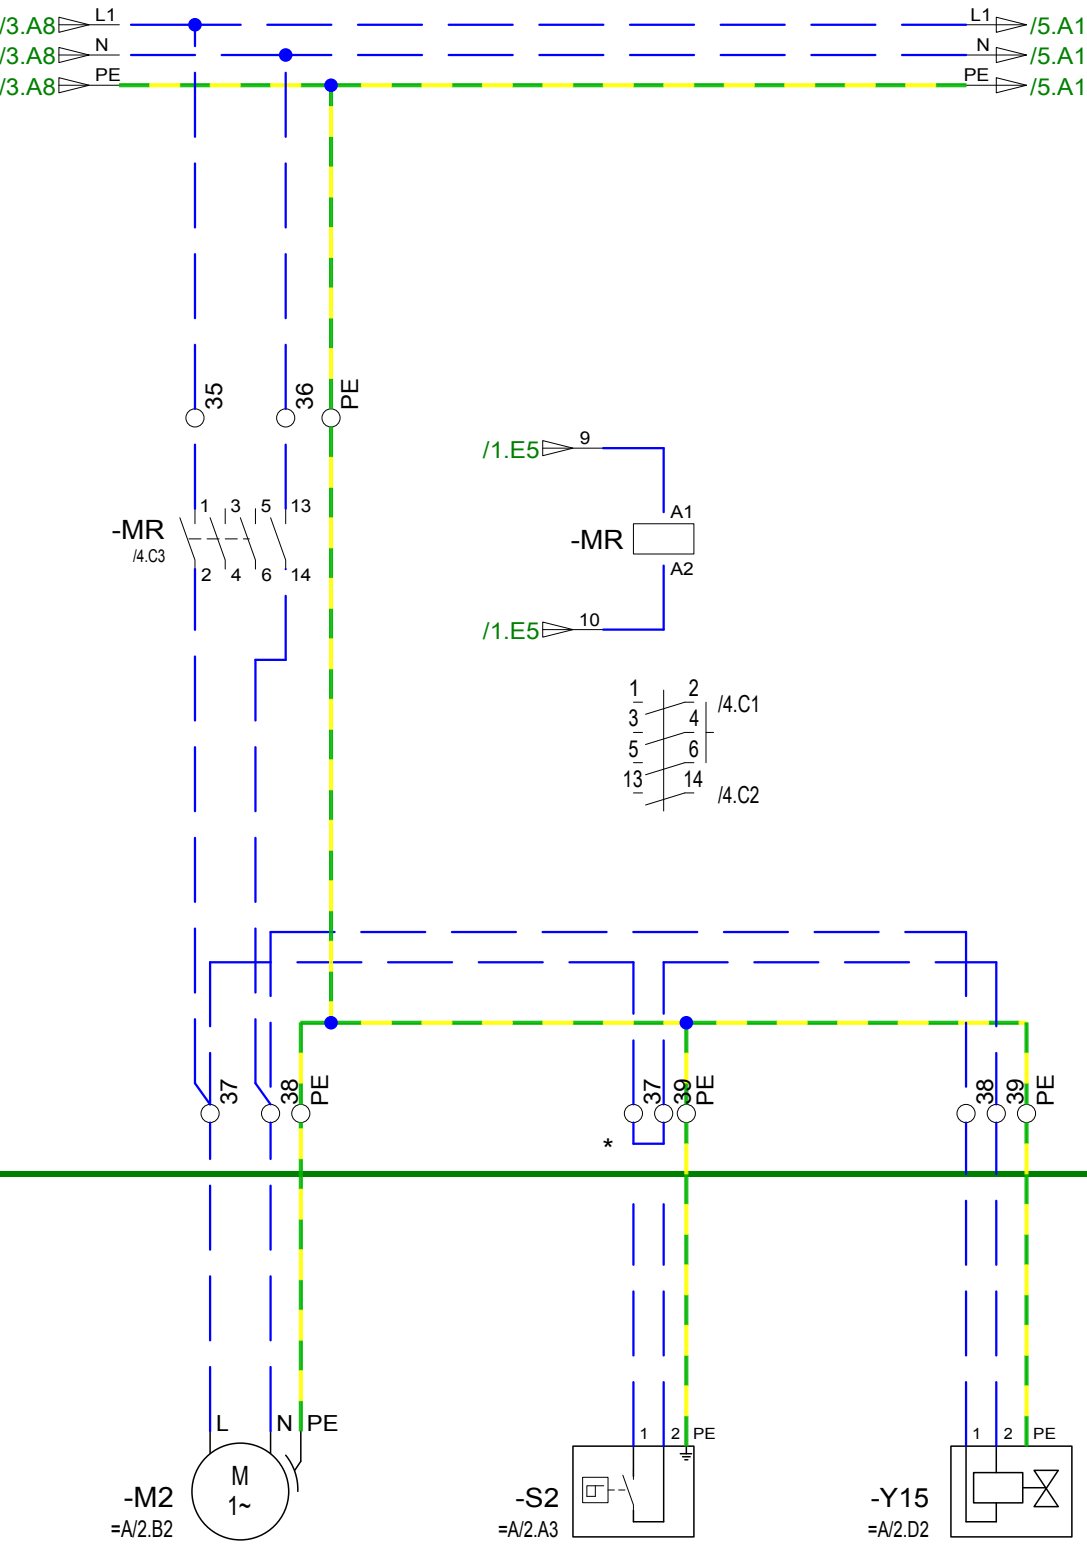 /3.A8 L1 L1 /5.A1
/3.A8 N N /5.A1
/3.A8 PE PE /5.A1
35 36 PE
/1.E5 9
-MR
/4.C3
1 3 5 13
2 4 6 14
A1
-MR
A2
/1.E5 10
1 2 /4.C1
3 4
5 6
13 14 /4.C2
37 38 PE
37 39 PE
38 39 PE
*
L N PE
M
1~
-M2
=A/2.B2
1 2 PE
-S2
=A/2.A3
1 2 PE
-Y15
=A/2.D2